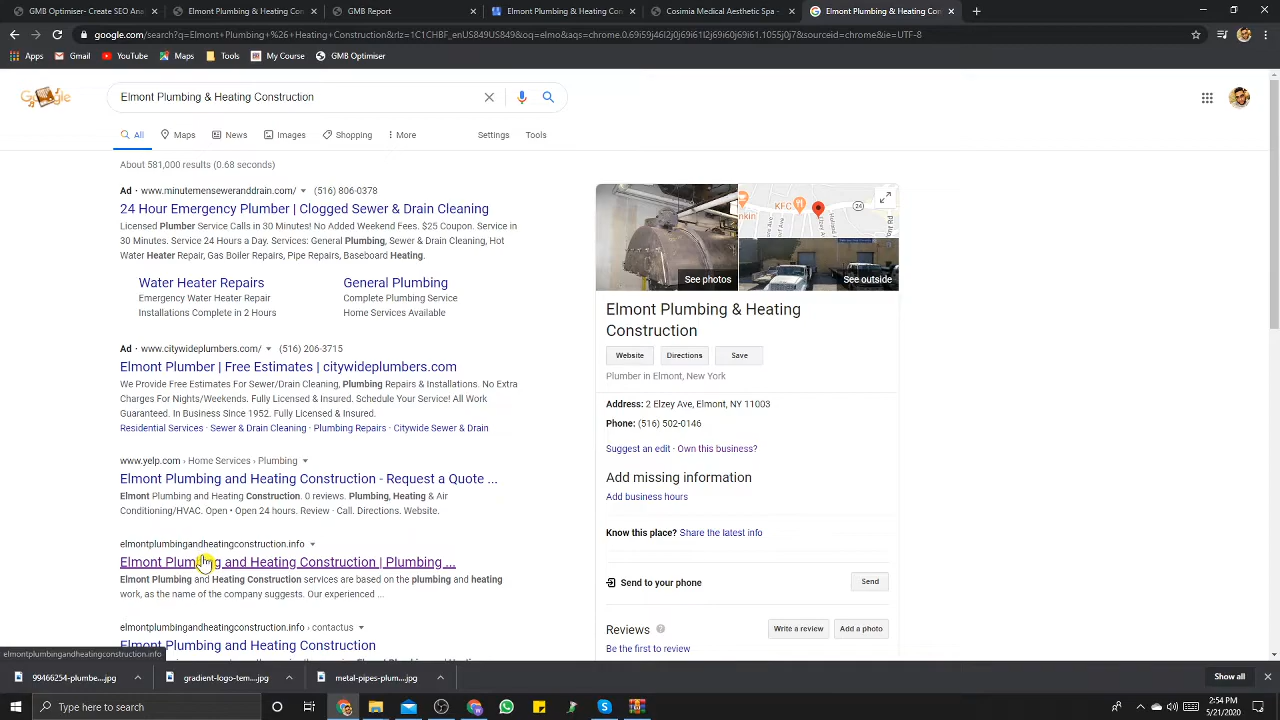 GMB Optimiser- Create SEO Ana
Elmont Plumbing & Heating Constr
GMB Report
Elmont Plumbing & Heating Constr
Cosimia Medical Aesthetic Spa -
Elmont Plumbing & Heating Constr
google.com/search?q=Elmont+Plumbing+%26+Heating+Construction&rlz=1C1CHBF_enUS849US849&oq=elmo&aqs=chrome.0.69i59j46l2j0j69i60j69i61.1055j0j7&sourceid=chrome&ie=UTF-8
Apps Gmail YouTube Maps Torn My Course GMB Optimiser
Google
Elmont Plumbing & Heating Construction
All Maps News Images Shopping More Settings Tools
About 581,000 results (0.68 seconds)
Ad · www.minutemenseweranddrain.com/ (516) 806-0378
24 Hour Emergency Plumber | Clogged Sewer & Drain Cleaning
Licensed Plumber Service Calls in 30 Minutes! No Added Weekend Fees. $25 Coupon. Service in
30 Minutes. Service 24 Hours a Day. Services: General Plumbing, Sewer & Drain Cleaning, Hot
Water Heater Repair, Gas Boiler Repairs, Pipe Repairs, Baseboard Heating.
Water Heater Repairs General Plumbing
Emergency Water Heater Repair Complete Plumbing Service
Installations Complete in 2 Hours Home Services Available
Ad · www.citywideplumbers.com/ (516) 206-3715
Elmont Plumber | Free Estimates | citywideplumbers.com
We Provide Free Estimates For Sewer/Drain Cleaning, Plumbing Repairs & Installations. No Extra
Charges For Nights/Weekends. Fully Licensed & Insured. Schedule Your Service! All Work
Guaranteed. In Business Since 1952. Fully Licensed & Insured.
Residential Services · Sewer & Drain Cleaning · Plumbing Repairs · Citywide Sewer & Drain
www.yelp.com › Home Services › Plumbing
Elmont Plumbing and Heating Construction - Request a Quote ...
Elmont Plumbing and Heating Construction. 0 reviews. Plumbing, Heating & Air
Conditioning/HVAC. Open • Open 24 hours. Review · Call. Directions. Website.
elmontplumbingandheatingconstruction.info
Elmont Plumbing and Heating Construction | Plumbing ...
Elmont Plumbing and Heating Construction services are based on the plumbing and heating
work, as the name of the company suggests. Our experienced ...
elmontplumbingandheatingconstruction.info › contactus
Elmont Plumbing and Heating Construction
KFC
24
See photos
See outside
Elmont Plumbing & Heating
Construction
Website Directions Save
Plumber in Elmont, New York
Address: 2 Elzey Ave, Elmont, NY 11003
Phone: (516) 502-0146
Suggest an edit · Own this business?
Add missing information
Add business hours
Know this place? Share the latest info
Send to your phone Send
Reviews Write a review Add a photo
Be the first to review
elmontplumbingandheatingconstruction.info
99466254-plumbe....jpg gradient-logo-tem....jpg metal-pipes-plum....jpg Show all
Type here to search
2:54 PM
5/21/2020